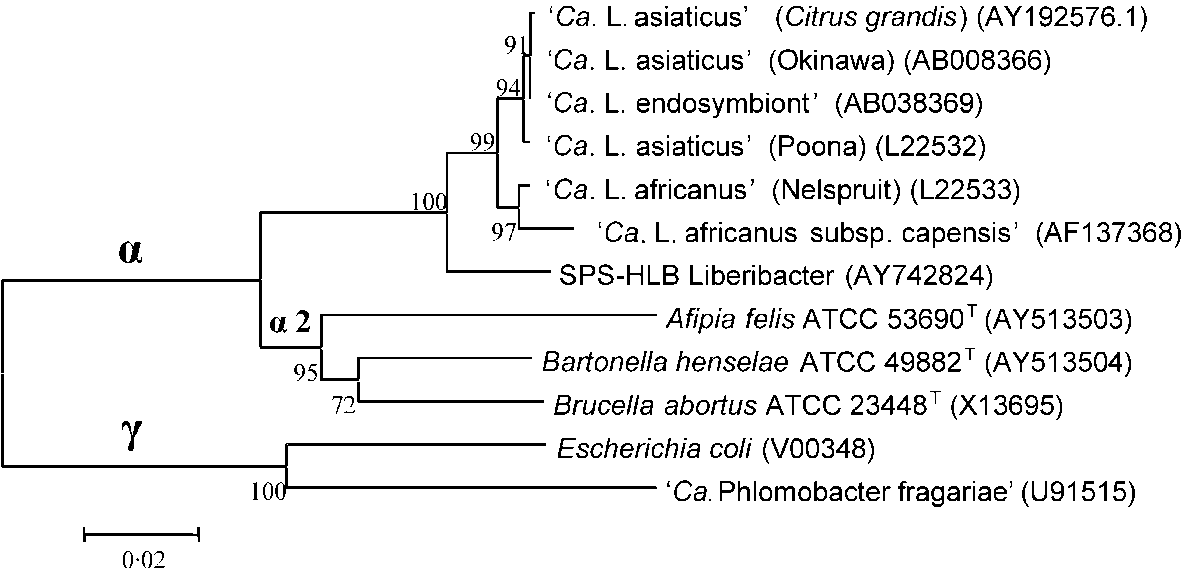 ‘Ca. L. asiaticus’ (Citrus grandis) (AY192576.1)
91
‘Ca. L. asiaticus’ (Okinawa) (AB008366)
94
‘Ca. L. endosymbiont’ (AB038369)
99
‘Ca. L. asiaticus’ (Poona) (L22532)
‘Ca. L. africanus’ (Nelspruit) (L22533)
100
97
‘Ca. L. africanus subsp. capensis’ (AF137368)
α
SPS-HLB Liberibacter (AY742824)
α 2
Afipia felis ATCC 53690ᵀ (AY513503)
Bartonella henselae ATCC 49882ᵀ (AY513504)
95
72
Brucella abortus ATCC 23448ᵀ (X13695)
γ
Escherichia coli (V00348)
100
‘Ca. Phlomobacter fragariae’ (U91515)
0·02